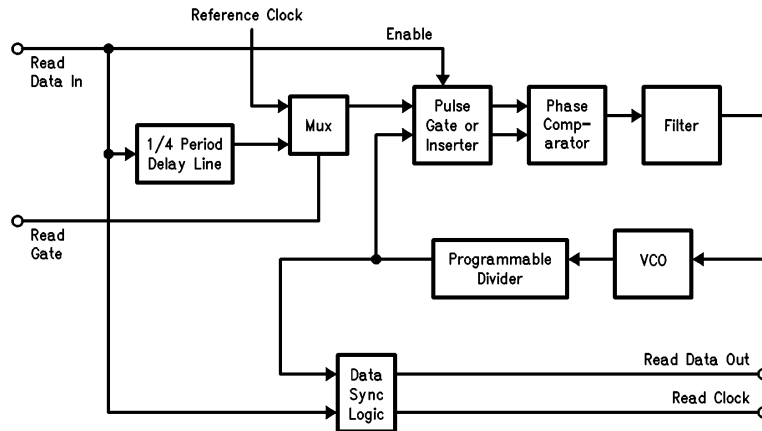 Reference Clock
Enable
Read
Data In
Mux
Pulse
Gate or
Inserter
Phase
Comp-
arator
Filter
1/4 Period
Delay Line
Read
Gate
Programmable
Divider
VCO
Read Data Out
Data
Sync
Logic
Read Clock